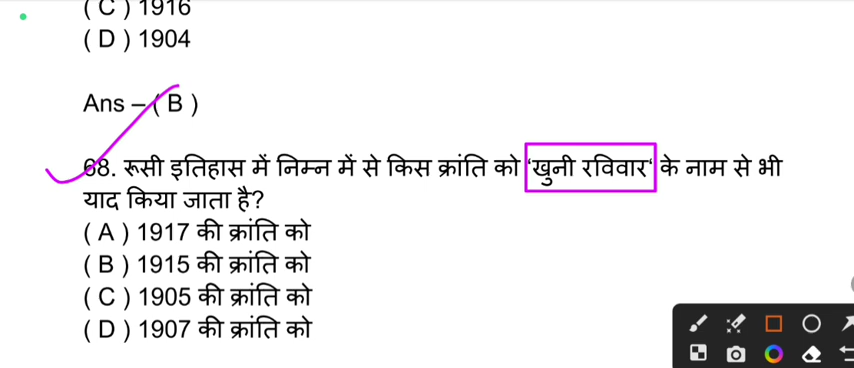 ( C ) 1916
( D ) 1904
Ans – ( B )
68. रूसी इतिहास में निम्न में से किस क्रांति को 'खुनी रविवार' के नाम से भी
याद किया जाता है?
( A ) 1917 की क्रांति को
( B ) 1915 की क्रांति को
( C ) 1905 की क्रांति को
( D ) 1907 की क्रांति को